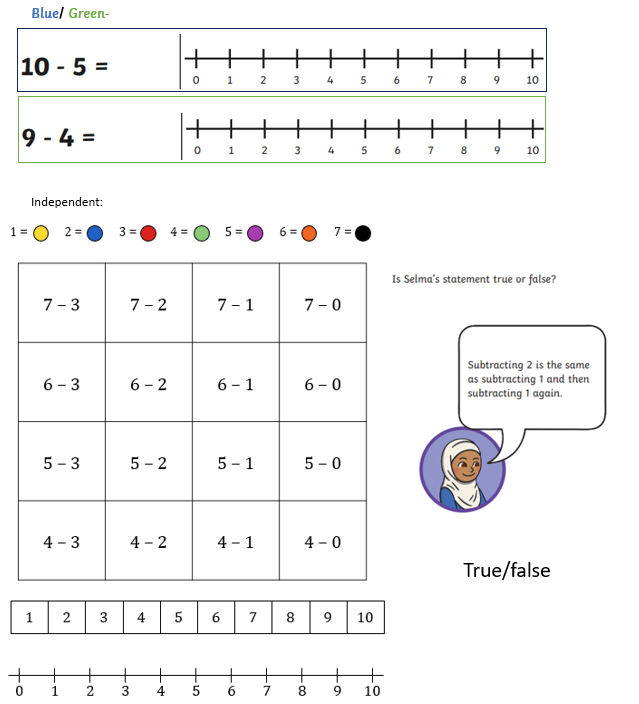 Blue/ Green-
10 - 5 =
0 1 2 3 4 5 6 7 8 9 10
9 - 4 =
0 1 2 3 4 5 6 7 8 9 10
Independent:
1 = 2 = 3 = 4 = 5 = 6 = 7 =
Is Selma's statement true or false?
7 – 3 7 – 2 7 – 1 7 – 0
6 – 3 6 – 2 6 – 1 6 – 0
5 – 3 5 – 2 5 – 1 5 – 0
4 – 3 4 – 2 4 – 1 4 – 0
Subtracting 2 is the same
as subtracting 1 and then
subtracting 1 again.
True/false
1 2 3 4 5 6 7 8 9 10
0 1 2 3 4 5 6 7 8 9 10